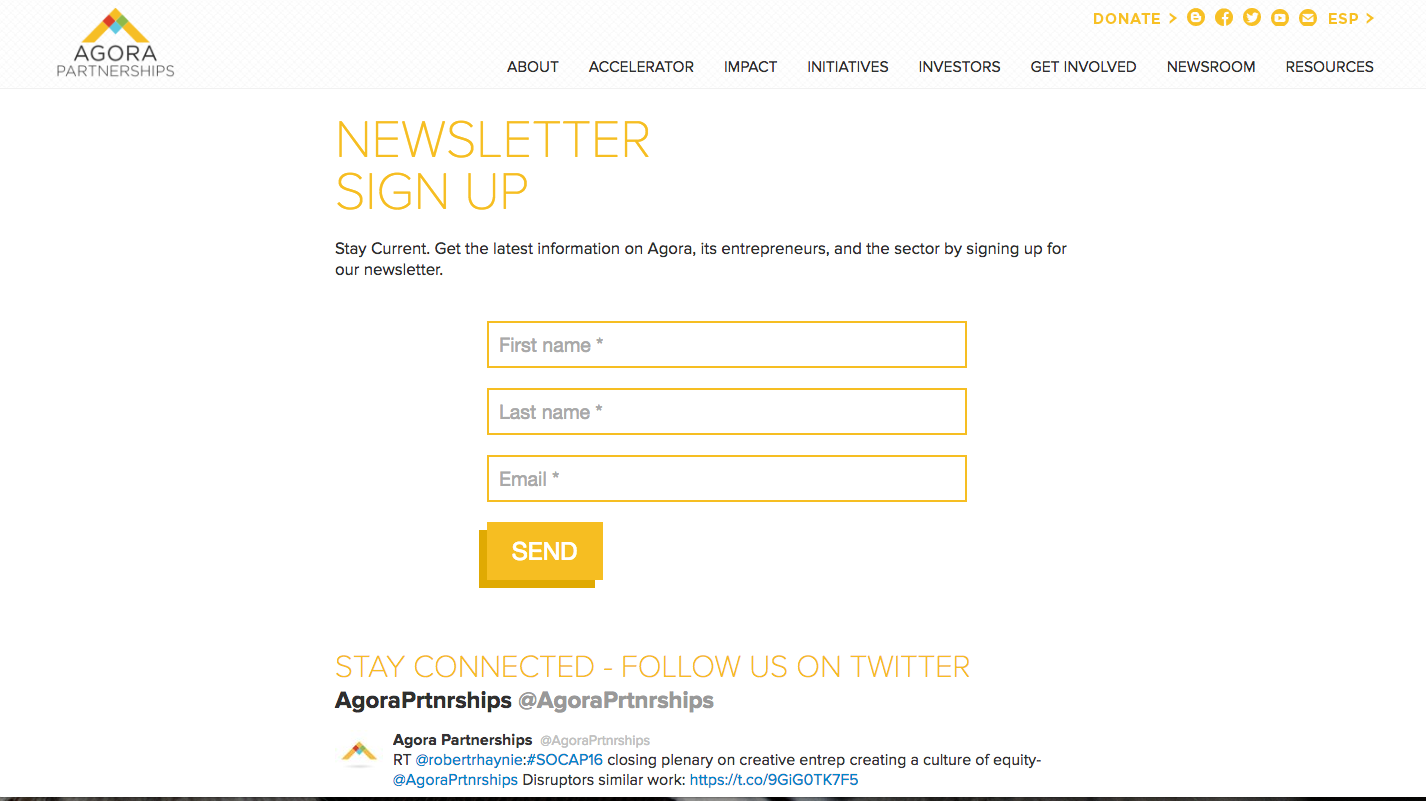 AGORA
PARTNERSHIPS
DONATE >
ESP >
ABOUT ACCELERATOR IMPACT INITIATIVES INVESTORS GET INVOLVED NEWSROOM RESOURCES
NEWSLETTER
SIGN UP
Stay Current. Get the latest information on Agora, its entrepreneurs, and the sector by signing up for
our newsletter.
First name *
Last name *
Email *
SEND
STAY CONNECTED - FOLLOW US ON TWITTER
AgoraPrtnrships @AgoraPrtnrships
Agora Partnerships @AgoraPrtnrships
RT @robertrhaynie:#SOCAP16 closing plenary on creative entrep creating a culture of equity-
@AgoraPrtnrships Disruptors similar work: https://t.co/9GiG0TK7F5